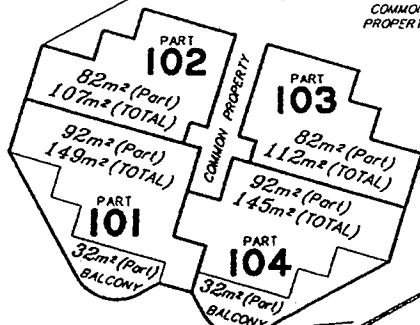 COMMON
PROPERT
PART
102
82m² (Part)
107m² (TOTAL)
PART
103
82m² (Part)
112m² (TOTAL)
COMMON PROPERTY
92m² (Part)
149m² (TOTAL)
PART
101
32m² (Part)
BALCONY
92m² (Part)
145m² (TOTAL)
PART
104
32m² (Part)
BALCONY